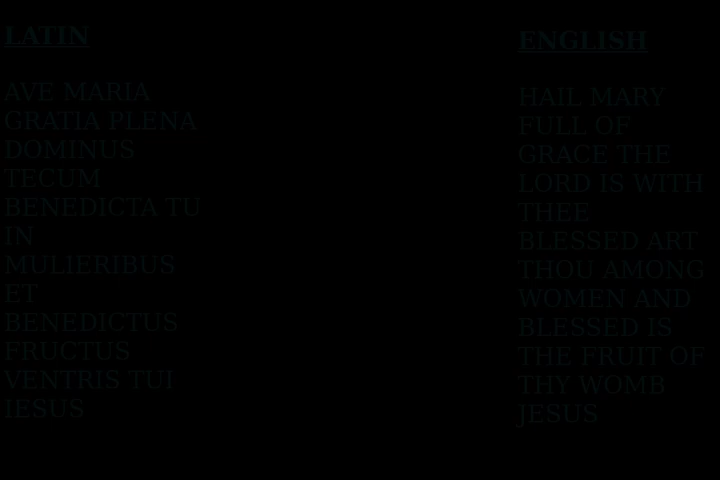 LATIN
AVE MARIA
GRATIA PLENA
DOMINUS
TECUM
BENEDICTA TU
IN
MULIERIBUS
ET
BENEDICTUS
FRUCTUS
VENTRIS TUI
IESUS
ENGLISH
HAIL MARY
FULL OF
GRACE THE
LORD IS WITH
THEE
BLESSED ART
THOU AMONG
WOMEN AND
BLESSED IS
THE FRUIT OF
THY WOMB
JESUS